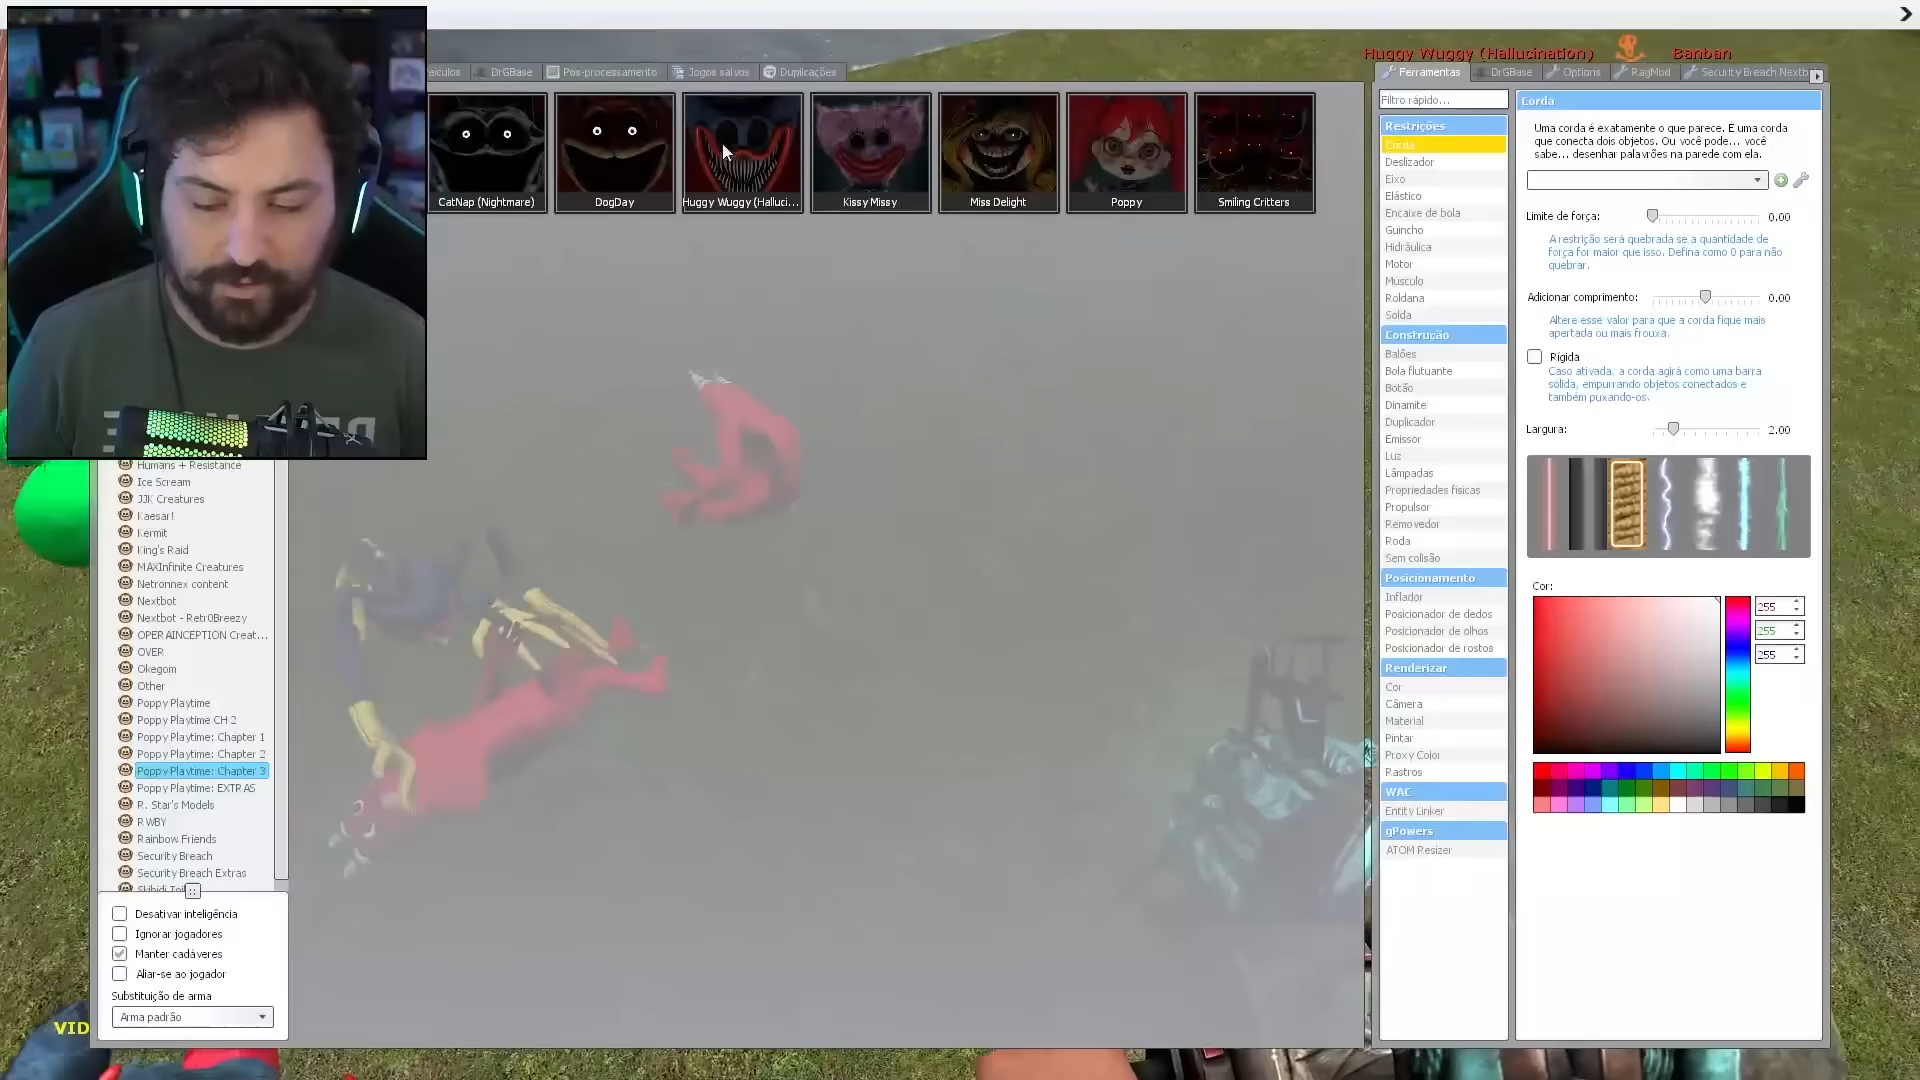 Huggy Wuggy (Hallucination)
Banban
DrGBase
Pós-processamento
Jogos salvos
Duplicações
Ferramentas
DrGBase
Options
RagMod
Security Breach Nextb
CatNap (Nightmare)
DogDay
Huggy Wuggy (Halluci...
Kissy Missy
Miss Delight
Poppy
Smiling Critters
Humans + Resistance
Ice Scream
JJK Creatures
Kaesar!
Kermit
King's Raid
MAXInfinite Creatures
Netronnex content
Nextbot
Nextbot - Retr0Breezy
OPERAINCEPTION Creat...
OVER
Okegom
Other
Poppy Playtime
Poppy Playtime CH 2
Poppy Playtime: Chapter 1
Poppy Playtime: Chapter 2
Poppy Playtime: Chapter 3
Poppy Playtime: EXTRAS
R. Star's Models
RWBY
Rainbow Friends
Security Breach
Security Breach Extras
Desativar inteligência
Ignorar jogadores
Manter cadáveres
Aliar-se ao jogador
Substituição de arma
Arma padrão
VID
Filtro rápido...
Restrições
Corda
Deslizador
Eixo
Elástico
Encaixe de bola
Guincho
Hidráulica
Motor
Músculo
Roldana
Solda
Construção
Balões
Bola flutuante
Botão
Dinamite
Duplicador
Emissor
Luz
Lâmpadas
Propriedades físicas
Propulsor
Removedor
Roda
Sem colisão
Posicionamento
Inflador
Posicionador de dedos
Posicionador de olhos
Posicionador de rostos
Renderizar
Cor
Câmera
Material
Pintar
Proxy Color
Rastros
WAC
Entity Linker
gPowers
ATOM Resizer
Corda
Uma corda é exatamente o que parece. É uma corda
que conecta dois objetos. Ou você pode... você
sabe... desenhar palavrões na parede com ela.
Limite de força: 0.00
A restrição será quebrada se a quantidade de
força for maior que isso. Defina como 0 para não
quebrar.
Adicionar comprimento: 0.00
Altere esse valor para que a corda fique mais
apertada ou mais frouxa.
Rígida
Caso ativada, a corda agirá como uma barra
sólida, empurrando objetos conectados e
também puxando-os.
Largura: 2.00
Cor:
255
255
255